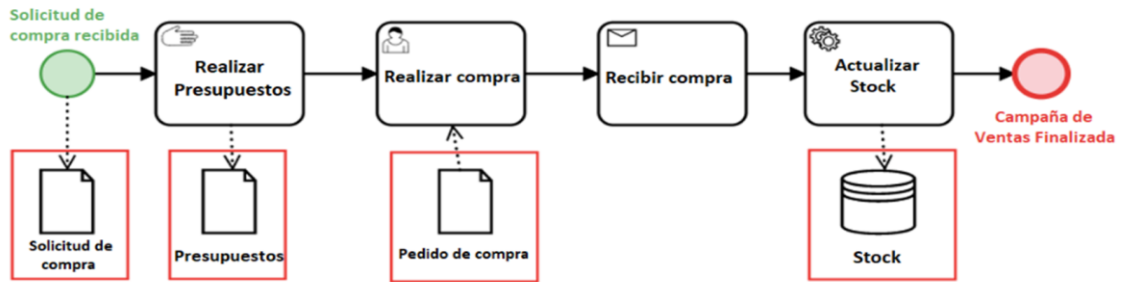 Solicitud de
compra recibida
Realizar
Presupuestos
Realizar compra
Recibir compra
Actualizar
Stock
Campaña de
Ventas Finalizada
Solicitud de
compra
Presupuestos
Pedido de compra
Stock